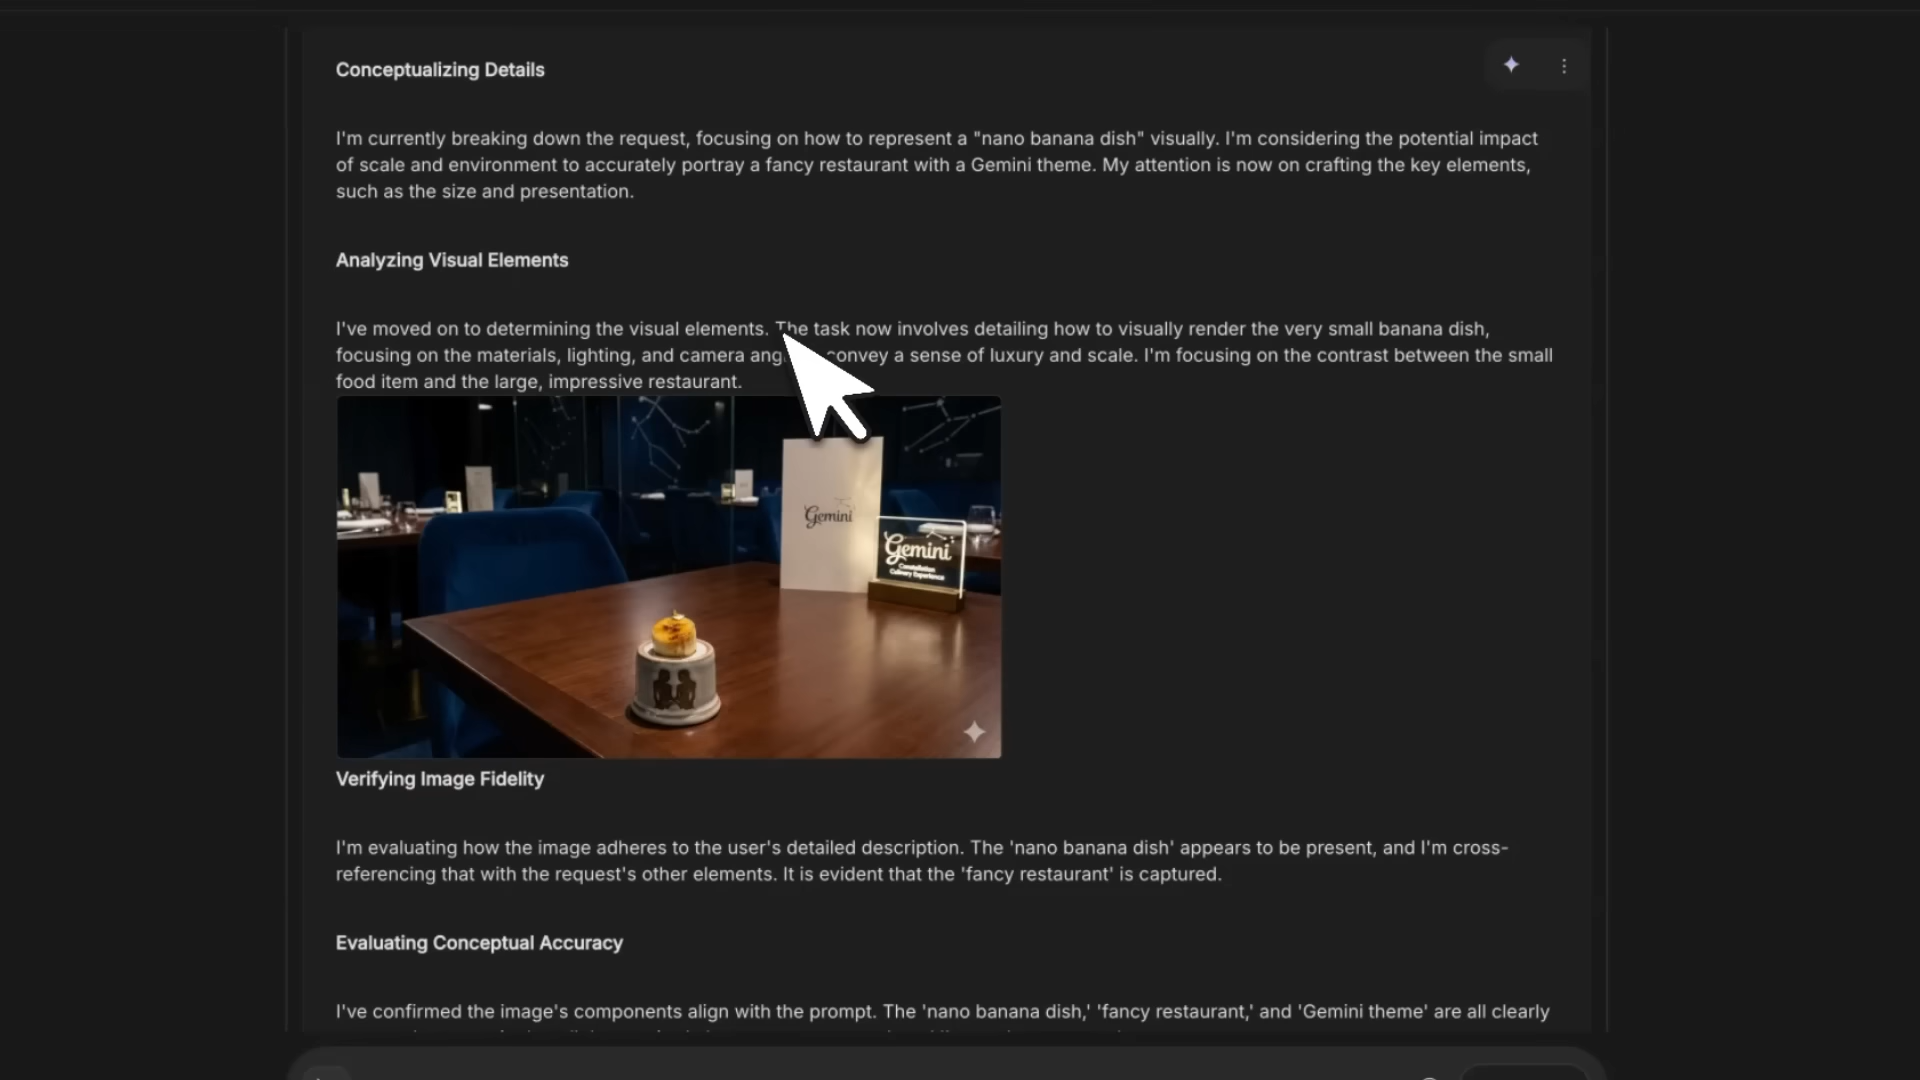 Conceptualizing Details
I'm currently breaking down the request, focusing on how to represent a "nano banana dish" visually. I'm considering the potential impact
of scale and environment to accurately portray a fancy restaurant with a Gemini theme. My attention is now on crafting the key elements,
such as the size and presentation.
Analyzing Visual Elements
I've moved on to determining the visual elements. The task now involves detailing how to visually render the very small banana dish,
focusing on the materials, lighting, and camera convey a sense of luxury and scale. I'm focusing on the contrast between the small
food item and the large, impressive restaurant.
Gemini
Gemini
Constellation
Culinary Experience
Verifying Image Fidelity
I'm evaluating how the image adheres to the user's detailed description. The 'nano banana dish' appears to be present, and I'm cross-
referencing that with the request's other elements. It is evident that the 'fancy restaurant' is captured.
Evaluating Conceptual Accuracy
I've confirmed the image's components align with the prompt. The 'nano banana dish,' 'fancy restaurant,' and 'Gemini theme' are all clearly